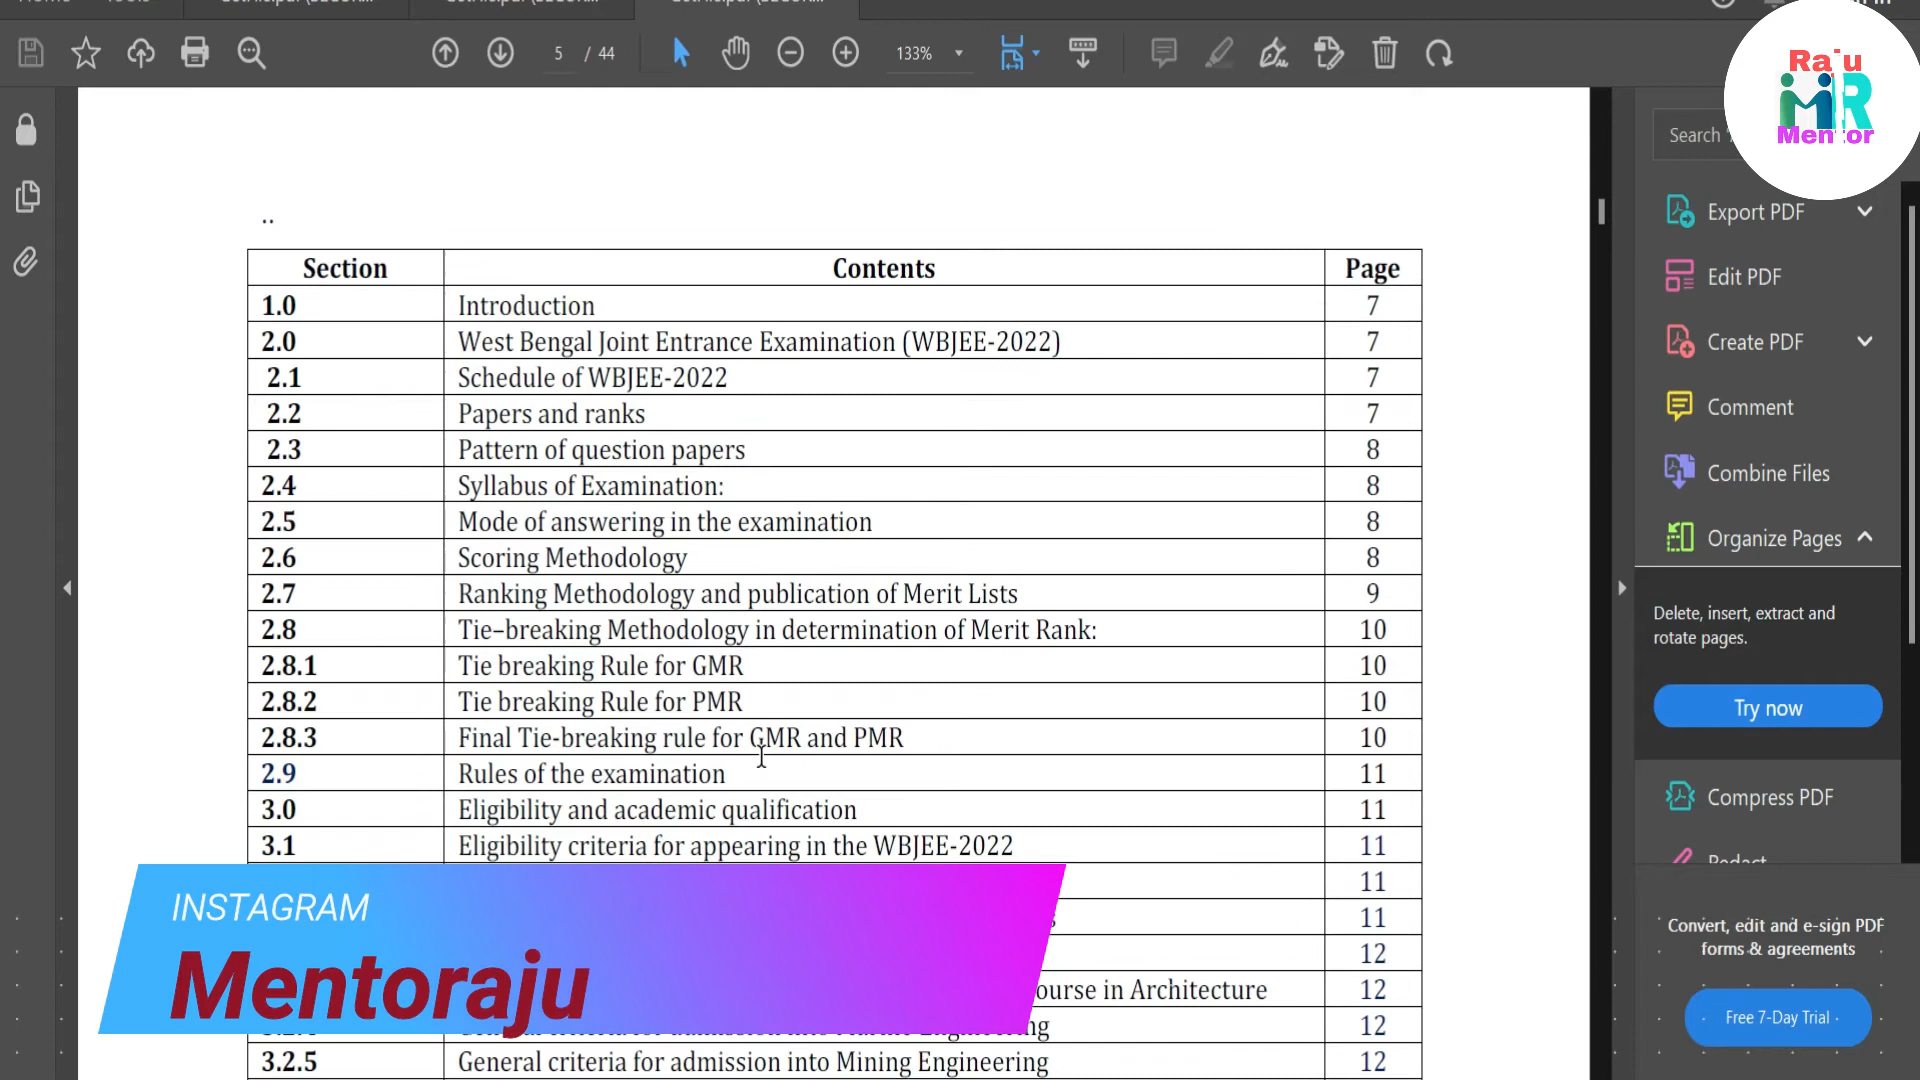 5 / 44
133%
Raju
MR
Mentor
Search
Export PDF
Edit PDF
Create PDF
Comment
Combine Files
Organize Pages
Delete, insert, extract and
rotate pages.
Try now
Compress PDF
Redact
Convert, edit and e-sign PDF
forms & agreements
Free 7-Day Trial
..
Section Contents Page
1.0 Introduction 7
2.0 West Bengal Joint Entrance Examination (WBJEE-2022) 7
2.1 Schedule of WBJEE-2022 7
2.2 Papers and ranks 7
2.3 Pattern of question papers 8
2.4 Syllabus of Examination: 8
2.5 Mode of answering in the examination 8
2.6 Scoring Methodology 8
2.7 Ranking Methodology and publication of Merit Lists 9
2.8 Tie–breaking Methodology in determination of Merit Rank: 10
2.8.1 Tie breaking Rule for GMR 10
2.8.2 Tie breaking Rule for PMR 10
2.8.3 Final Tie-breaking rule for GMR and PMR 10
2.9 Rules of the examination 11
3.0 Eligibility and academic qualification 11
3.1 Eligibility criteria for appearing in the WBJEE-2022 11
11
11
12
ourse in Architecture 12
12
3.2.5 General criteria for admission into Mining Engineering 12
INSTAGRAM
Mentoraju